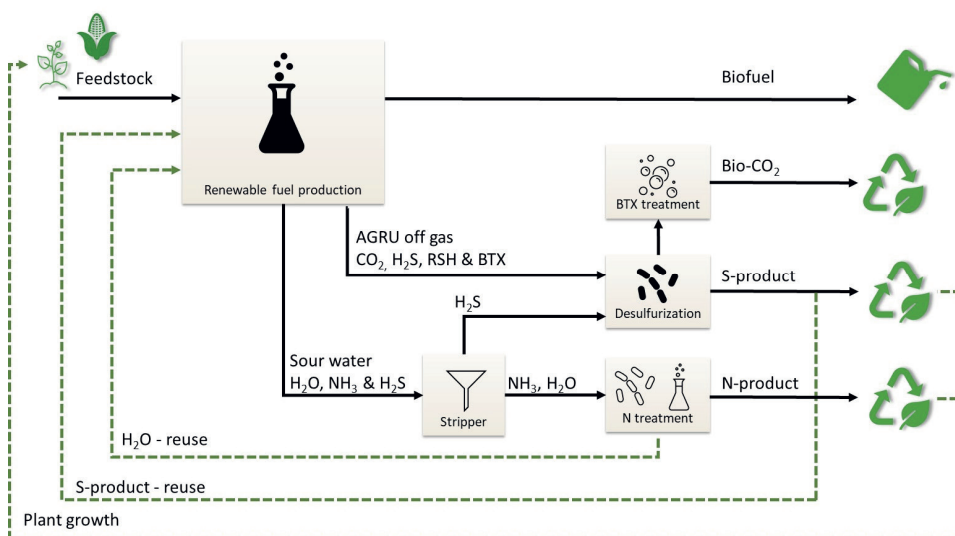 Feedstock
Biofuel
Renewable fuel production
Bio-CO₂
BTX treatment
AGRU off gas
CO₂, H₂S, RSH & BTX
S-product
Desulfurization
H₂S
Sour water
H₂O, NH₃ & H₂S
NH₃, H₂O
N-product
Stripper
N treatment
H₂O - reuse
S-product - reuse
Plant growth